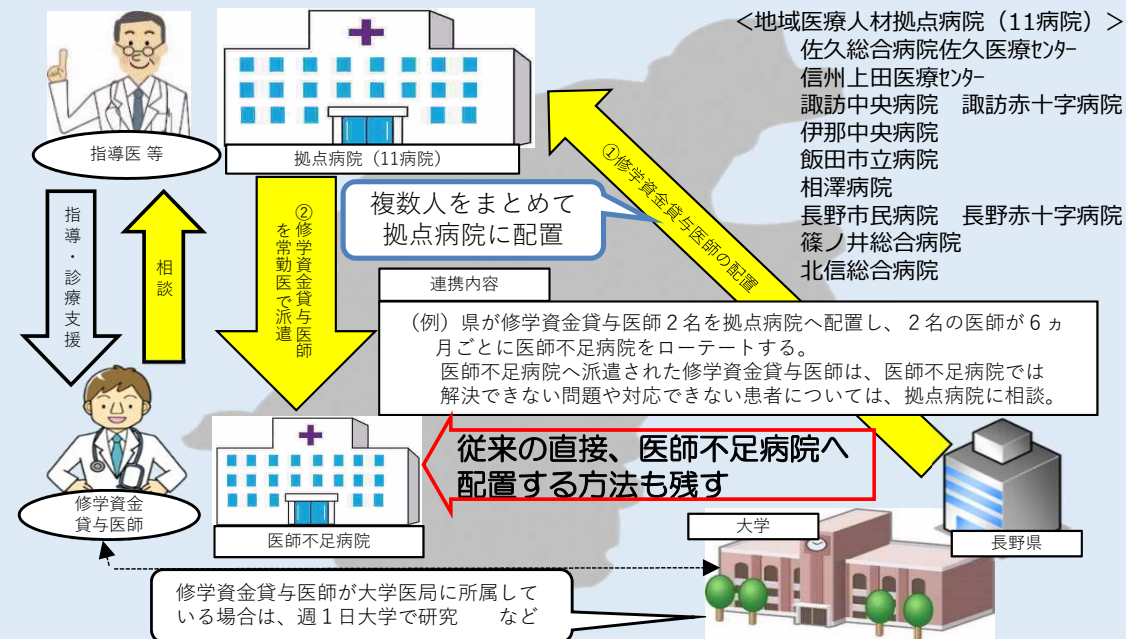 ＜地域医療人材拠点病院（11病院）＞
佐久総合病院佐久医療ｾﾝﾀｰ
信州上田医療ｾﾝﾀｰ
諏訪中央病院　諏訪赤十字病院
伊那中央病院
飯田市立病院
相澤病院
長野市民病院　長野赤十字病院
篠ノ井総合病院
北信総合病院
指導医 等
拠点病院（11病院）
①修学資金貸与医師の配置
複数人をまとめて
拠点病院に配置
指導・診療支援
相談
②修学資金貸与医師
を常勤医で派遣
連携内容
（例）県が修学資金貸与医師２名を拠点病院へ配置し、２名の医師が６ヵ
月ごとに医師不足病院をローテートする。
医師不足病院へ派遣された修学資金貸与医師は、医師不足病院では
解決できない問題や対応できない患者については、拠点病院に相談。
従来の直接、医師不足病院へ
配置する方法も残す
修学資金
貸与医師
医師不足病院
大学
長野県
修学資金貸与医師が大学医局に所属して
いる場合は、週１日大学で研究　　など